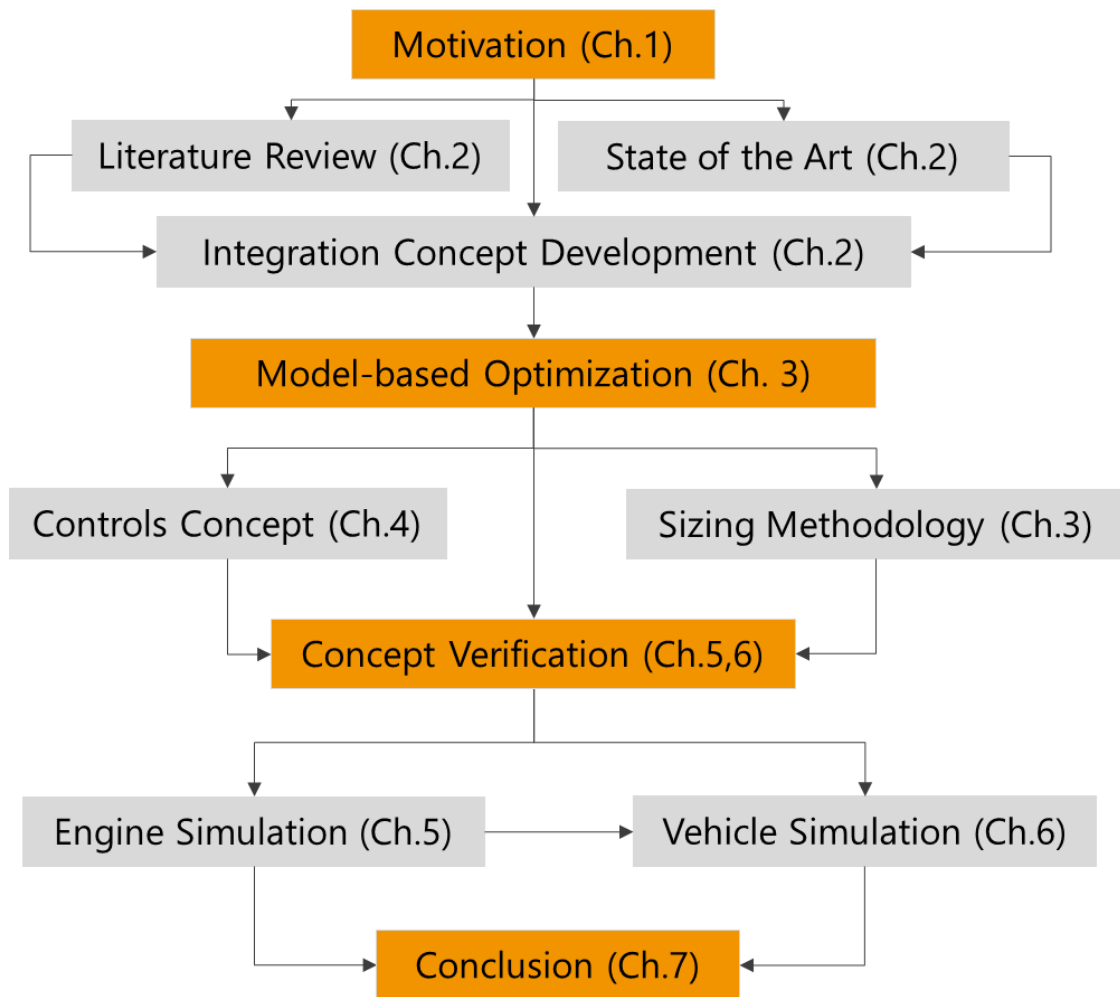 Motivation (Ch.1)
Literature Review (Ch.2)
State of the Art (Ch.2)
Integration Concept Development (Ch.2)
Model-based Optimization (Ch. 3)
Controls Concept (Ch.4)
Sizing Methodology (Ch.3)
Concept Verification (Ch.5,6)
Engine Simulation (Ch.5)
Vehicle Simulation (Ch.6)
Conclusion (Ch.7)